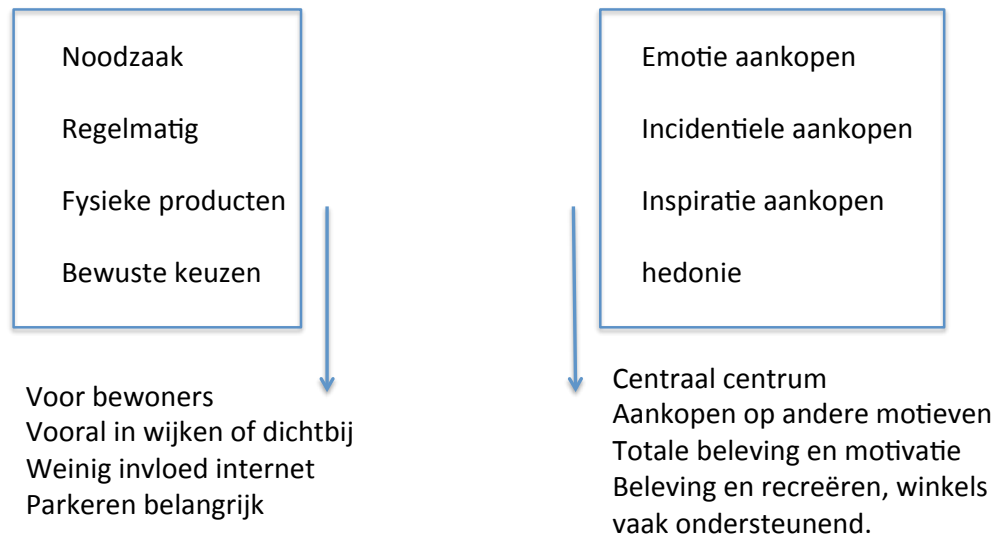 Noodzaak
Regelmatig
Fysieke producten
Bewuste keuzen
Voor bewoners
Vooral in wijken of dichtbij
Weinig invloed internet
Parkeren belangrijk
Emotie aankopen
Incidentiele aankopen
Inspiratie aankopen
hedonie
Centraal centrum
Aankopen op andere motieven
Totale beleving en motivatie
Beleving en recreëren, winkels
vaak ondersteunend.